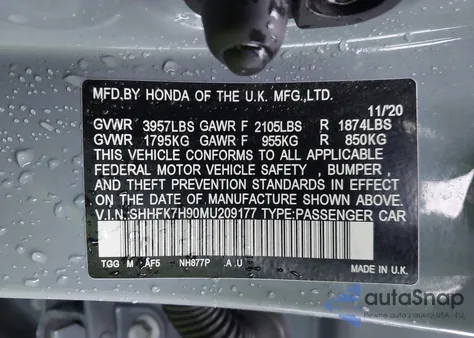 MFD.BY HONDA OF THE U.K. MFG.,LTD.
11/'20
GVWR 3957LBS GAWR F 2105LBS R 1874LBS
GVWR 1795KG GAWR F 955KG R 850KG
THIS VEHICLE CONFORMS TO ALL APPLICABLE
FEDERAL MOTOR VEHICLE SAFETY , BUMPER ,
AND THEFT PREVENTION STANDARDS IN EFFECT
ON THE DATE OF MANUFACTURE SHOWN ABOVE.
V.I.N.:SHHFK7H90MU209177 TYPE:PASSENGER CAR
TGG M AF5 NH877P A.U
MADE IN U.K.
autoSnap